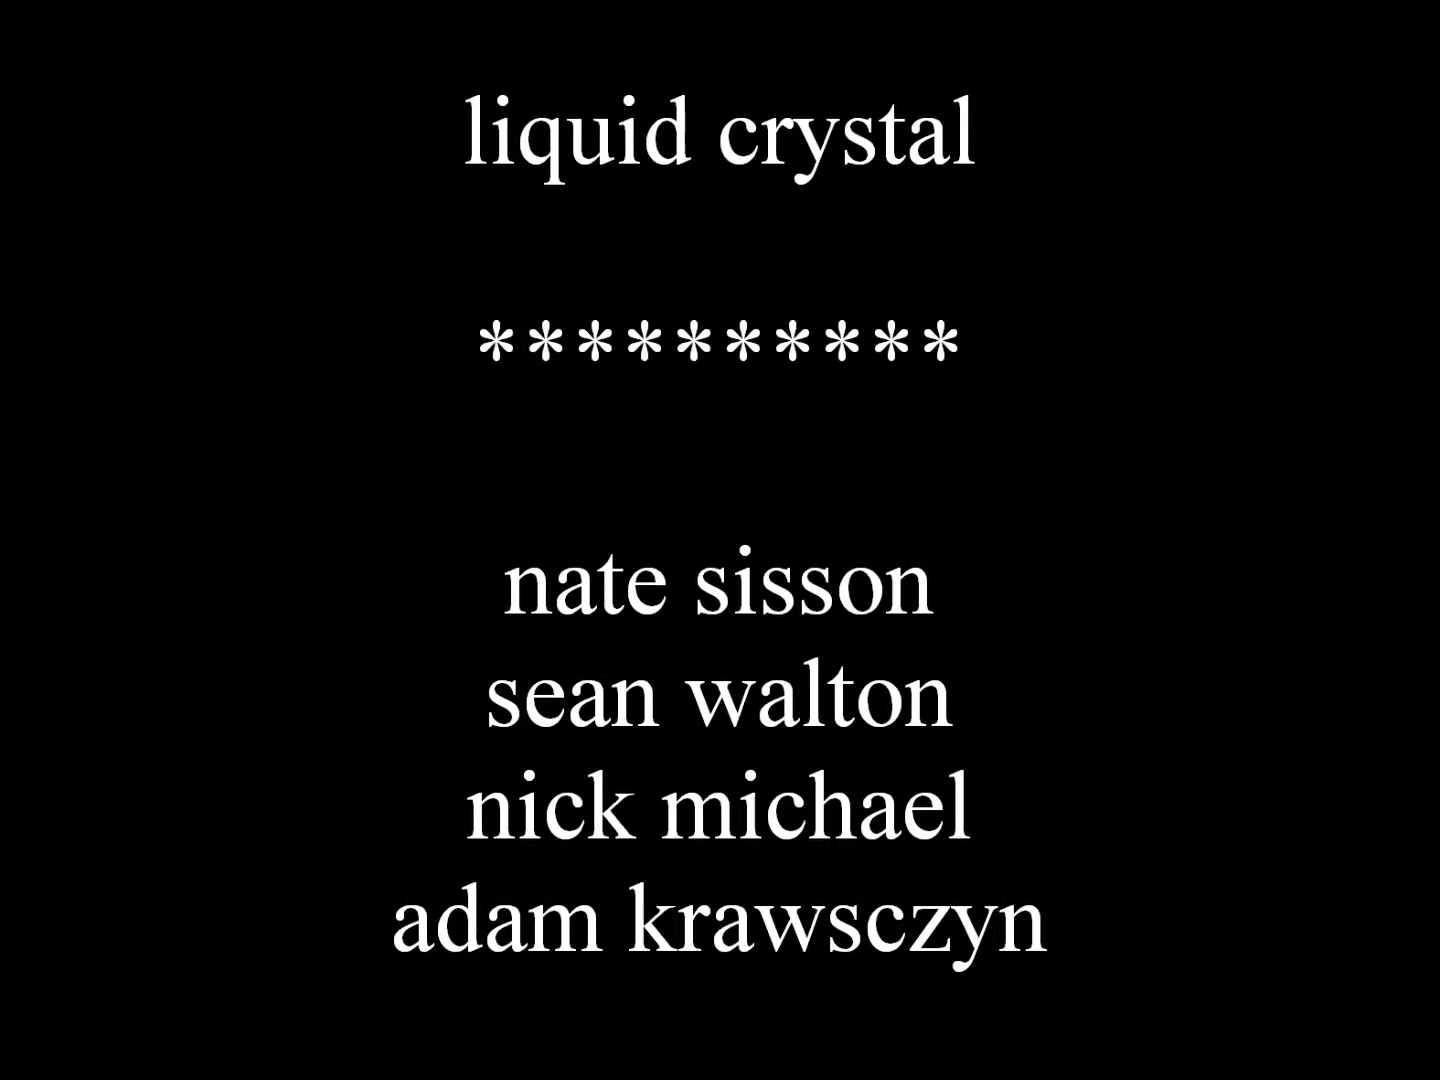 liquid crystal
**********
nate sisson
sean walton
nick michael
adam krawsczyn